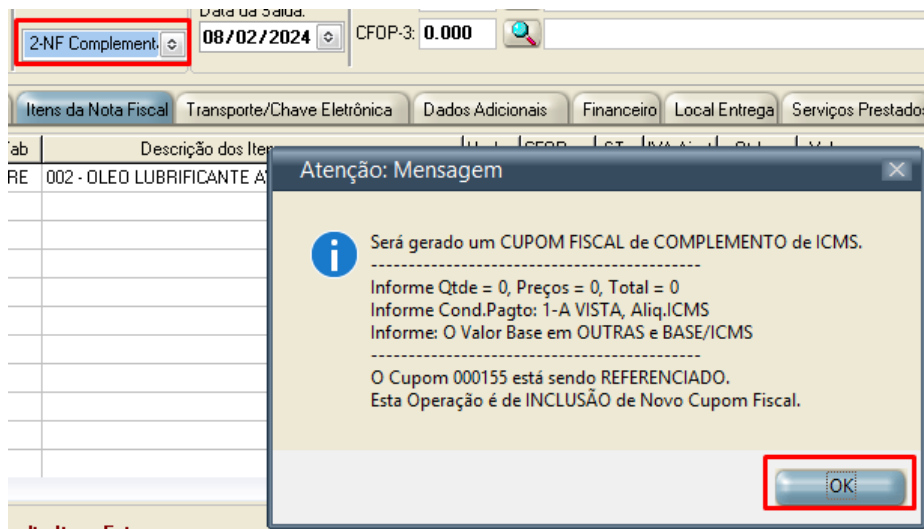 Data da Saída:
2-NF Complement.
08/02/2024
CFOP-3: 0.000
Itens da Nota Fiscal
Transporte/Chave Eletrônica
Dados Adicionais
Financeiro
Local Entrega
Serviços Prestados
Descrição dos Iten
CFOP
RE
002 - OLEO LUBRIFICANTE A
Atenção: Mensagem
Será gerado um CUPOM FISCAL de COMPLEMENTO de ICMS.
--------------------------------------------
Informe Qtde = 0, Preços = 0, Total = 0
Informe Cond.Pagto: 1-A VISTA, Aliq.ICMS
Informe: O Valor Base em OUTRAS e BASE/ICMS
--------------------------------------------
O Cupom 000155 está sendo REFERENCIADO.
Esta Operação é de INCLUSÃO de Novo Cupom Fiscal.
OK